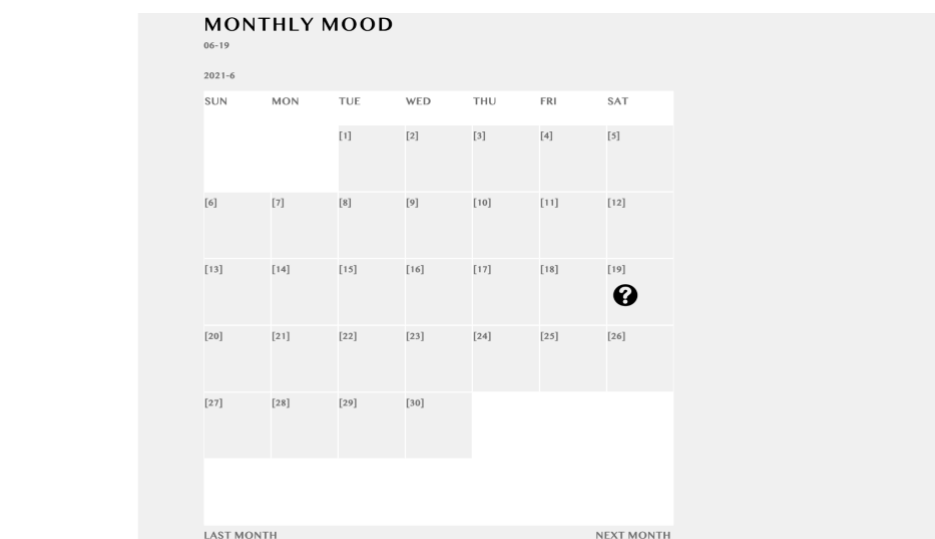 MONTHLY MOOD
06-19
2021-6
SUN MON TUE WED THU FRI SAT
[1] [2] [3] [4] [5]
[6] [7] [8] [9] [10] [11] [12]
[13] [14] [15] [16] [17] [18] [19]
?
[20] [21] [22] [23] [24] [25] [26]
[27] [28] [29] [30]
LAST MONTH NEXT MONTH